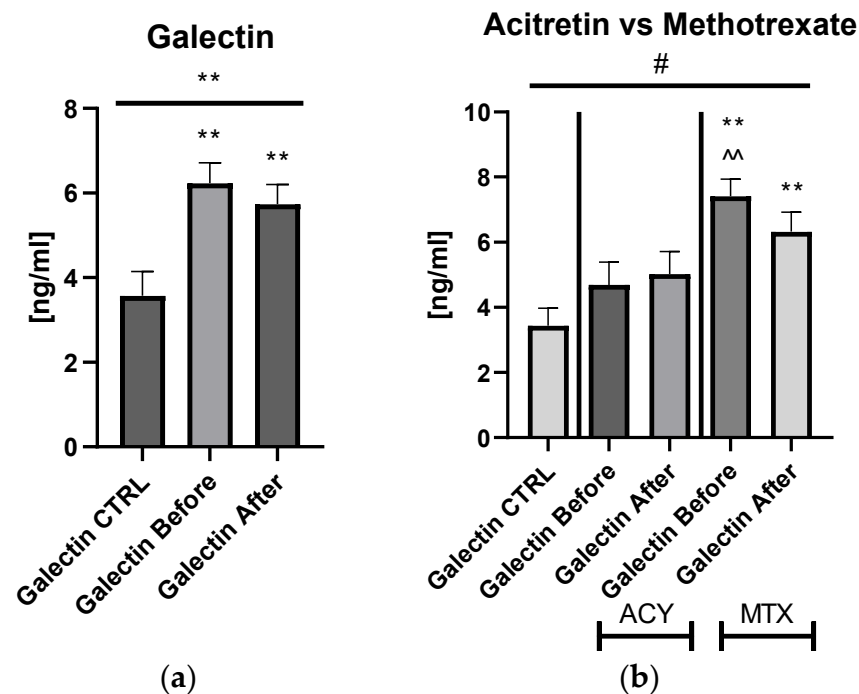 Galectin
**
8
6
4
2
0
[ng/ml]
**
**
Galectin CTRL
Galectin Before
Galectin After
(a)
Acitretin vs Methotrexate
#
10
8
6
4
2
0
[ng/ml]
**
^^
**
Galectin CTRL
Galectin Before
Galectin After
Galectin Before
Galectin After
ACY
MTX
(b)